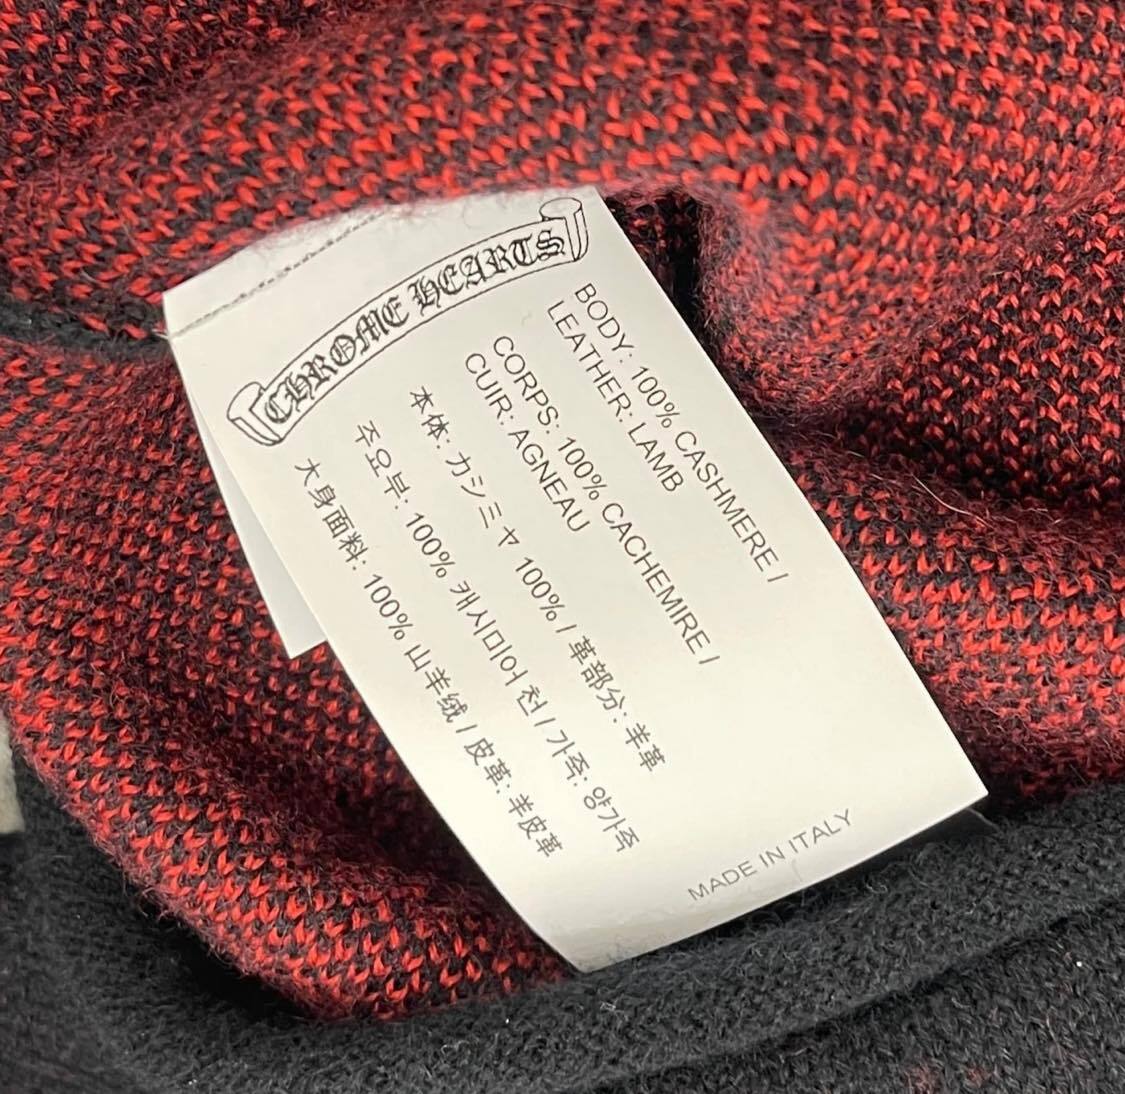 CHROME HEARTS
BODY: 100% CASHMERE /
LEATHER: LAMB
CORPS: 100% CACHEMIRE /
CUIR: AGNEAU
本体: カシミヤ 100% / 革部分: 羊革
주요부: 100% 캐시미어 천 / 가죽: 양가죽
大身面料: 100% 山羊绒 / 皮革: 羊皮革
MADE IN ITALY